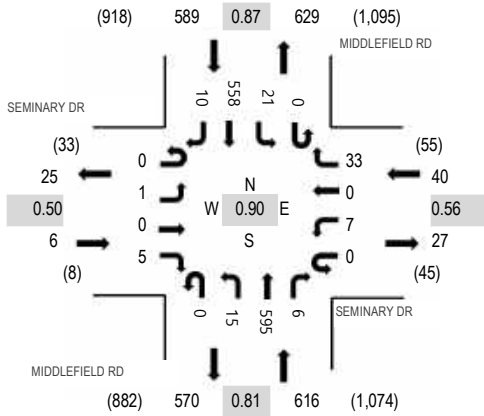 (918) 589 0.87 629 (1,095)
MIDDLEFIELD RD
10 558 21 0
SEMINARY DR
(33) (55)
0 33
25 40
1 N 0
0.50 W 0.90 E 0.56
0 7
6 S 27
5 0
(8) (45)
0 15 595 6
SEMINARY DR
MIDDLEFIELD RD
(882) 570 0.81 616 (1,074)